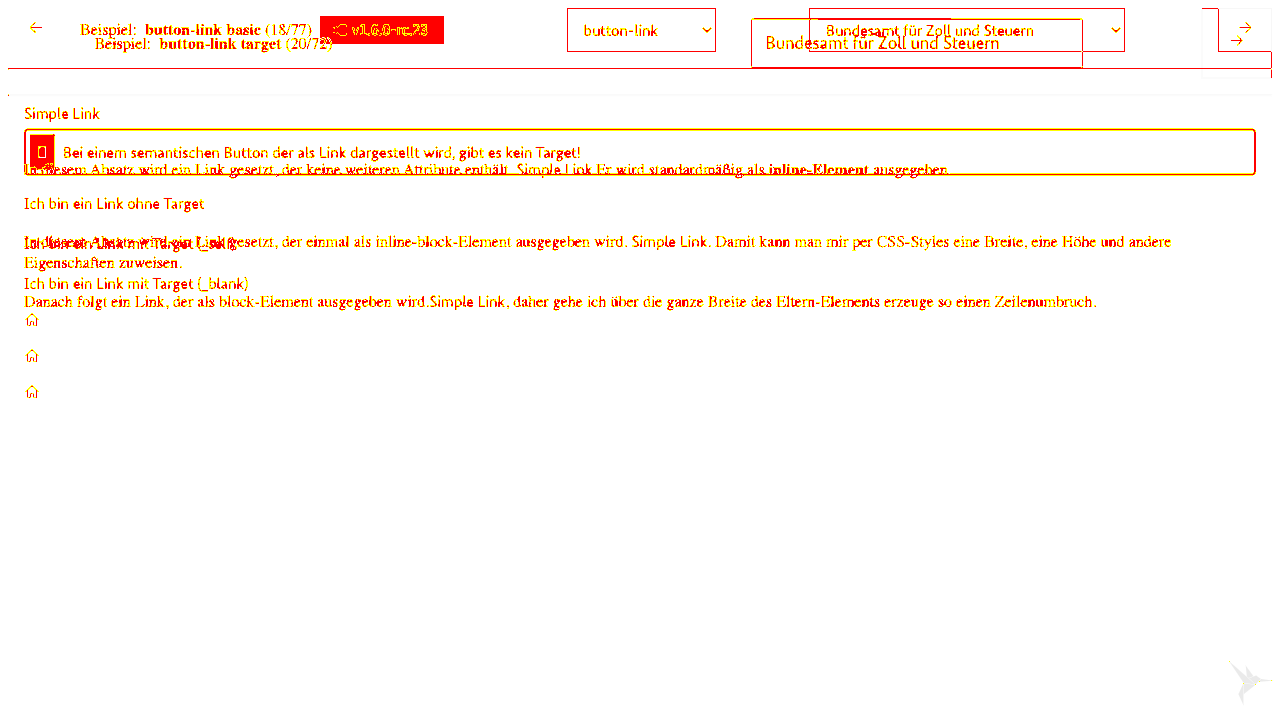 Beispiel: button-link basic (18/77) v1.6.0-rc.23 button-link Bundesamt für Zoll und Steuern
Beispiel: button-link target (20/72) Bundesamt für Zoll und Steuern
Simple Link
Bei einem semantischen Button der als Link dargestellt wird, gibt es kein Target!
In diesem Absatz wird ein Link gesetzt, der keine weiteren Attribute enthält. Simple Link Er wird standardmäßig als inline-Element ausgegeben
Ich bin ein Link ohne Target
Ich bin ein Link mit Target (_self)
In diesem Absatz wird ein Link gesetzt, der einmal als inline-block-Element ausgegeben wird. Simple Link. Damit kann man mir per CSS-Styles eine Breite, eine Höhe und andere
Eigenschaften zuweisen.
Ich bin ein Link mit Target (_blank)
Danach folgt ein Link, der als block-Element ausgegeben wird.Simple Link, daher gehe ich über die ganze Breite des Eltern-Elements erzeuge so einen Zeilenumbruch.